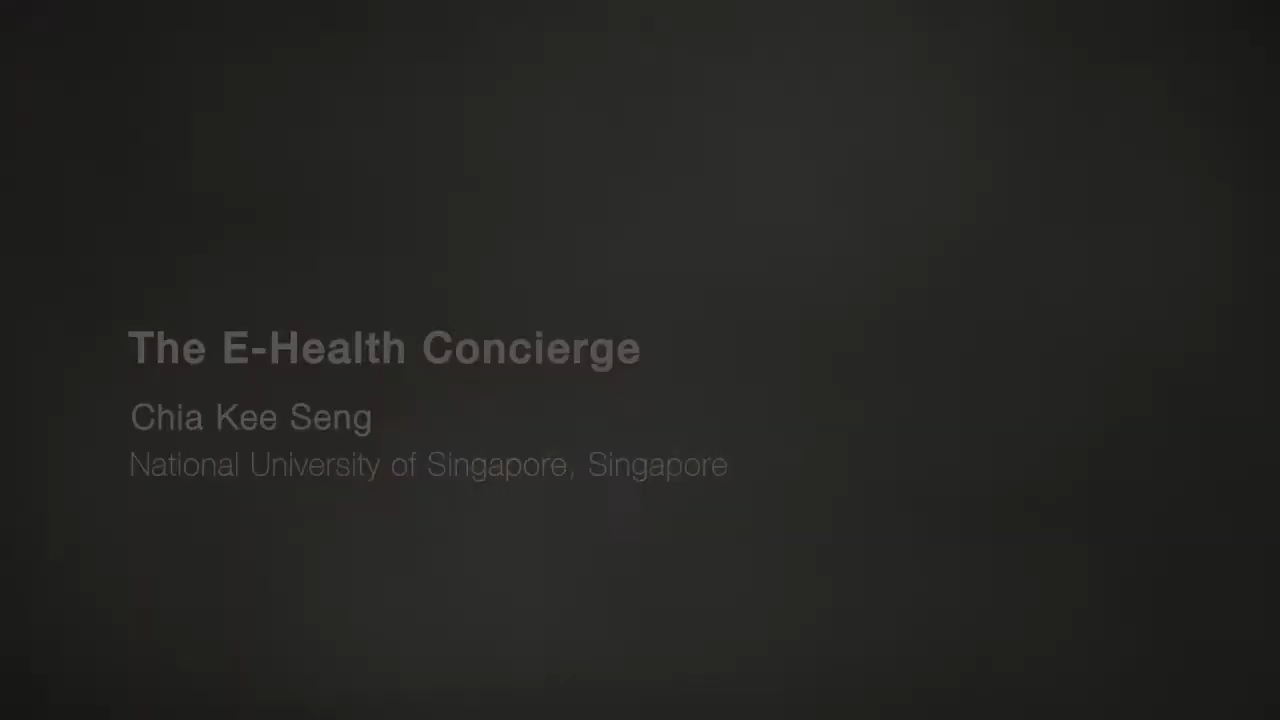 The E-Health Concierge
Chia Kee Seng
National University of Singapore, Singapore